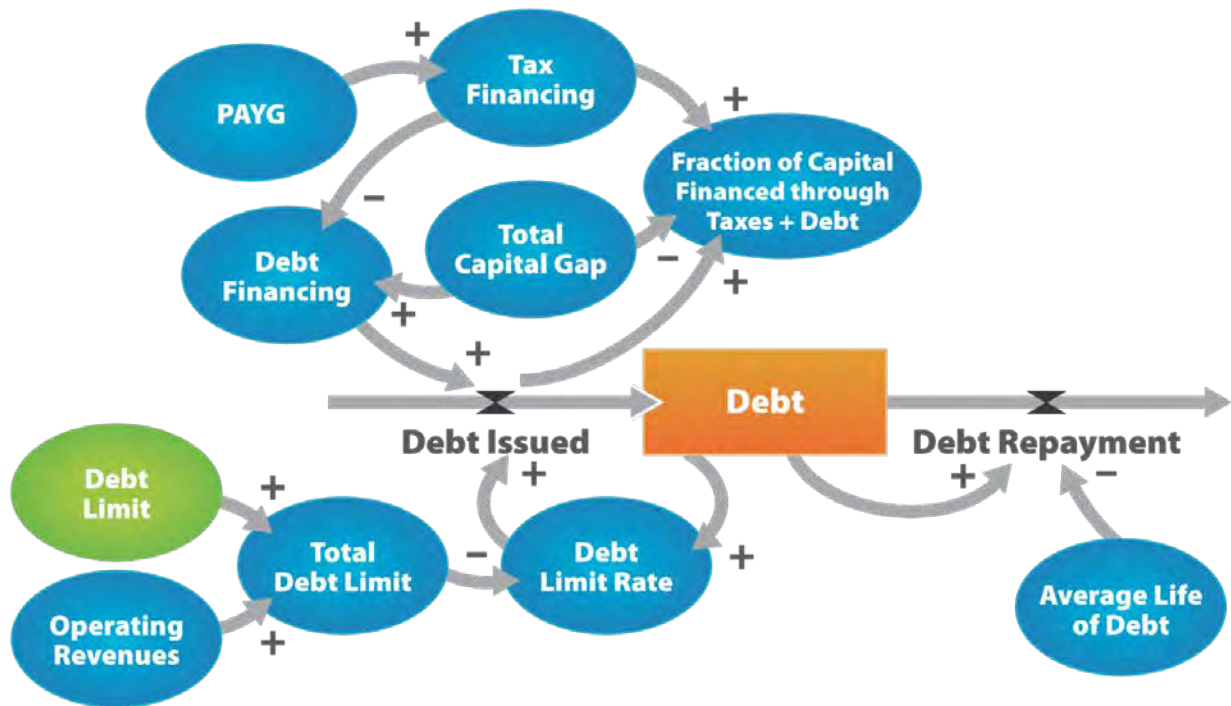 +
Tax
Financing
PAYG
+
Fraction of Capital
Financed through
Taxes + Debt
−
Total
Capital Gap
−
Debt
Financing
+
+
+
Debt
Debt Issued
Debt Repayment
Debt
Limit
+
+
+
−
Total
Debt Limit
−
Debt
Limit Rate
+
Operating
Revenues
+
Average Life
of Debt